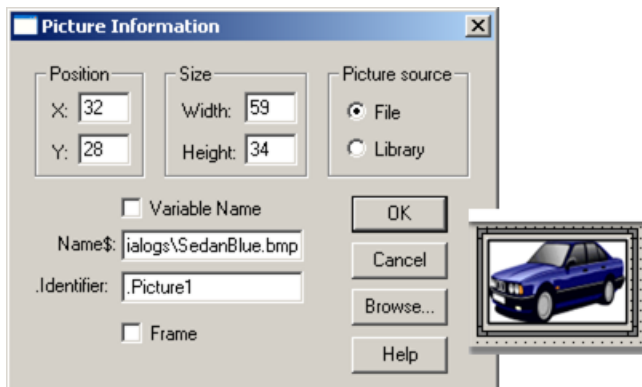 Picture Information
Position
X: 32
Y: 28
Size
Width: 59
Height: 34
Picture source
File
Library
Variable Name
Name$: ialogs\SedanBlue.bmp
.Identifier: .Picture1
Frame
OK
Cancel
Browse...
Help